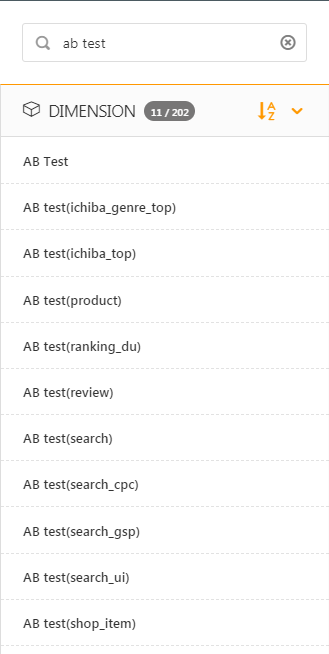 ab test
DIMENSION 11 / 202
AB Test
AB test(ichiba_genre_top)
AB test(ichiba_top)
AB test(product)
AB test(ranking_du)
AB test(review)
AB test(search)
AB test(search_cpc)
AB test(search_gsp)
AB test(search_ui)
AB test(shop_item)